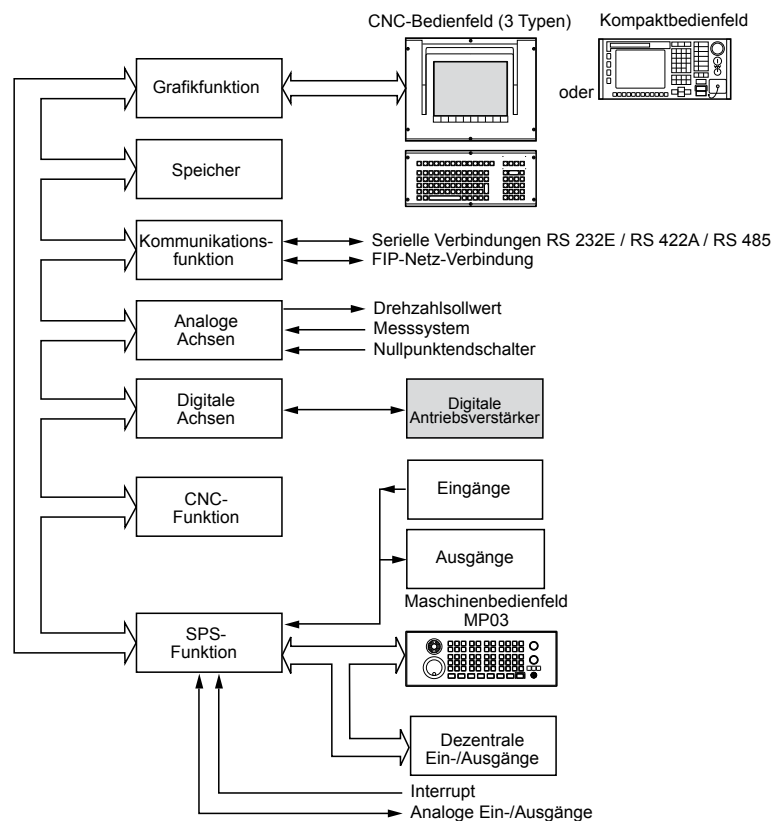 CNC-Bedienfeld (3 Typen)
Kompaktbedienfeld
Grafikfunktion
oder
Speicher
Kommunikations-
funktion
Serielle Verbindungen RS 232E / RS 422A / RS 485
FIP-Netz-Verbindung
Analoge
Achsen
Drehzahlsollwert
Messsystem
Nullpunktendschalter
Digitale
Achsen
Digitale
Antriebsverstärker
CNC-
Funktion
Eingänge
Ausgänge
Maschinenbedienfeld
MP03
SPS-
Funktion
Dezentrale
Ein-/Ausgänge
Interrupt
Analoge Ein-/Ausgänge